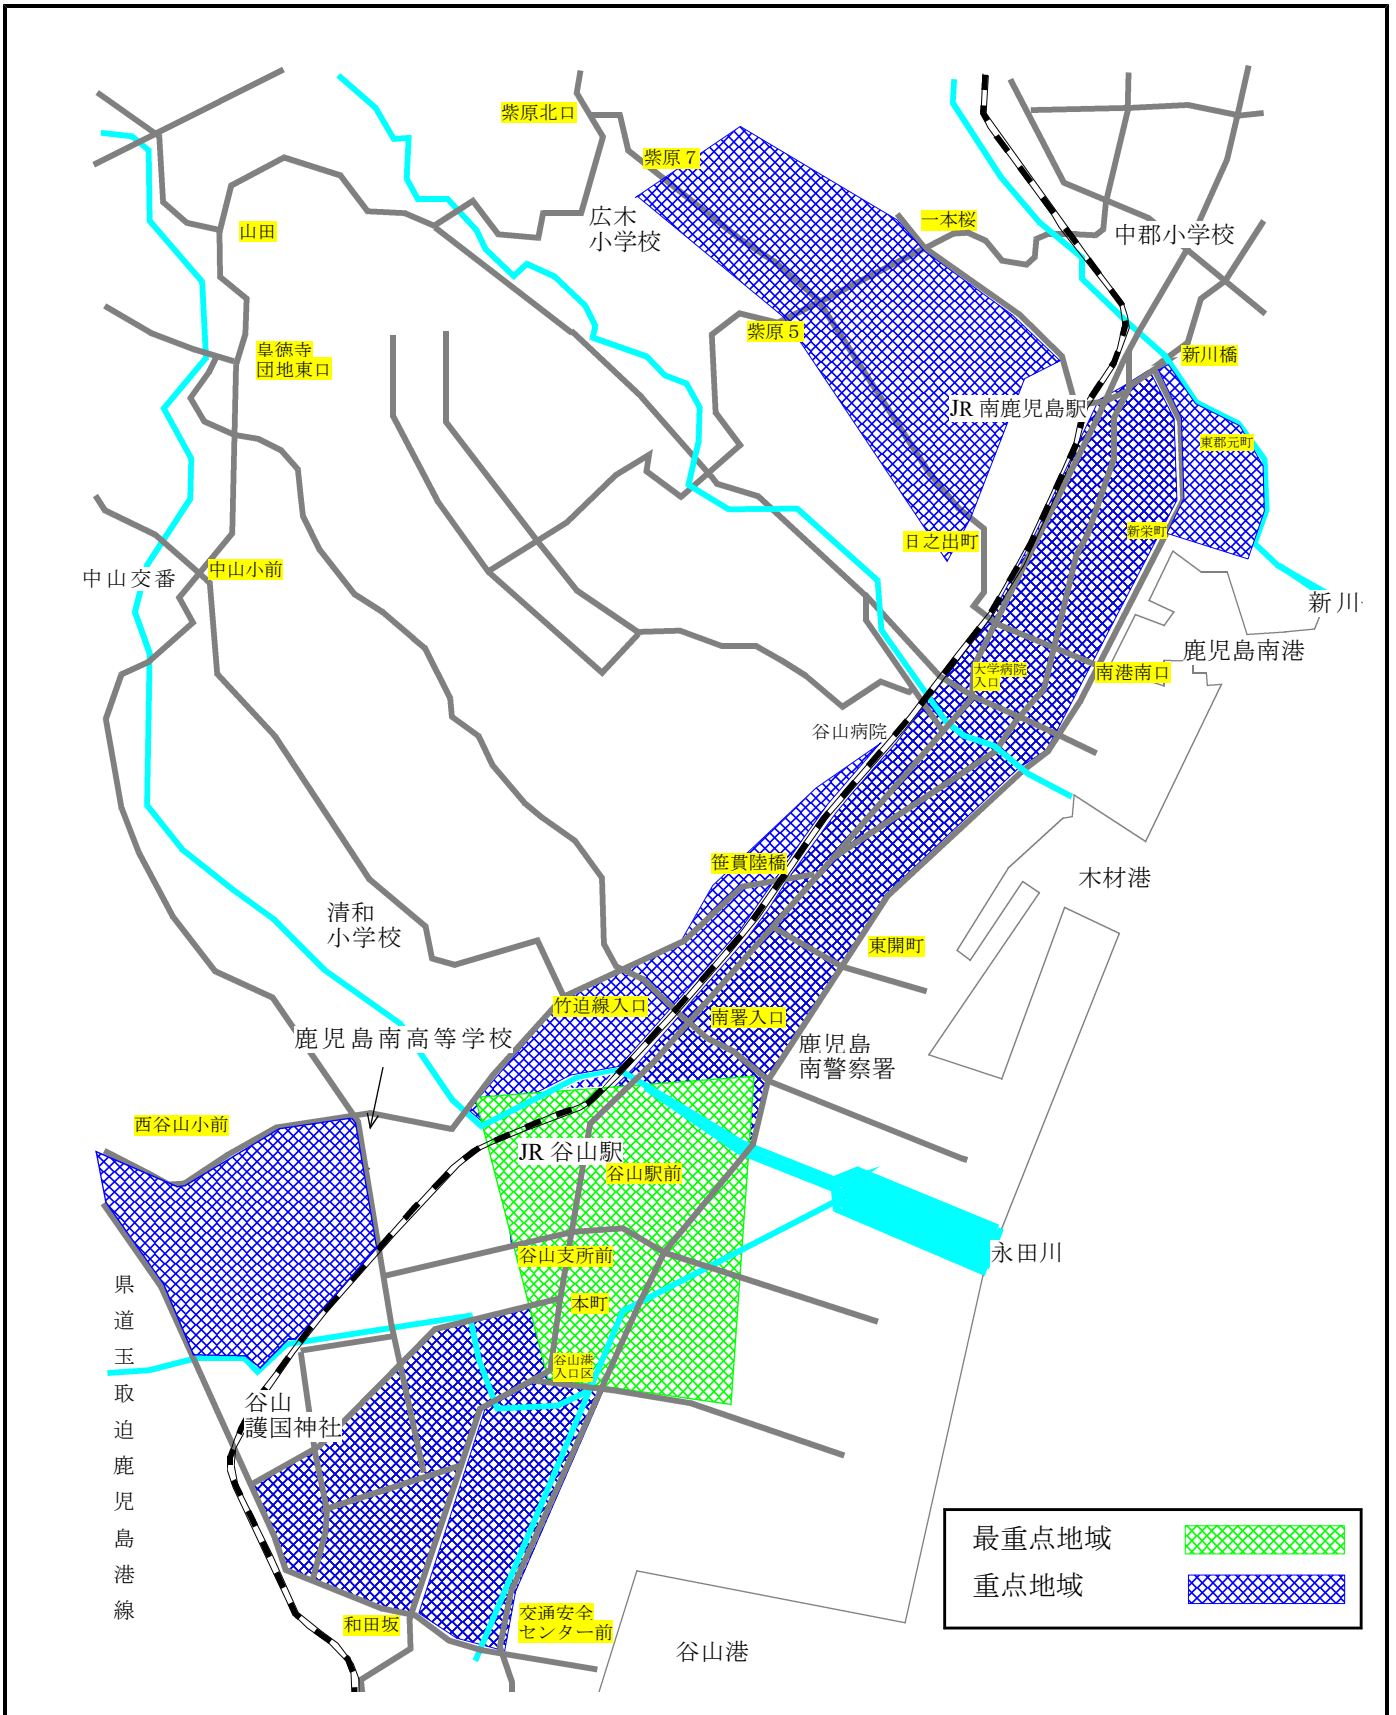 紫原北口
紫原７
広木
小学校
一本桜
中郡小学校
山田
紫原５
皐徳寺
団地東口
新川橋
JR 南鹿児島駅
東郡元町
新栄町
日之出町
中山交番
中山小前
新川
鹿児島南港
大学病院
入口
南港南口
谷山病院
笹貫陸橋
木材港
清和
小学校
東開町
竹迫線入口
南署入口
鹿児島南高等学校
鹿児島
南警察署
西谷山小前
JR 谷山駅
谷山駅前
谷山支所前
永田川
本町
谷山港
入口区
県道玉取迫鹿児島港線
谷山
護国神社
最重点地域
重点地域
和田坂
交通安全
センター前
谷山港